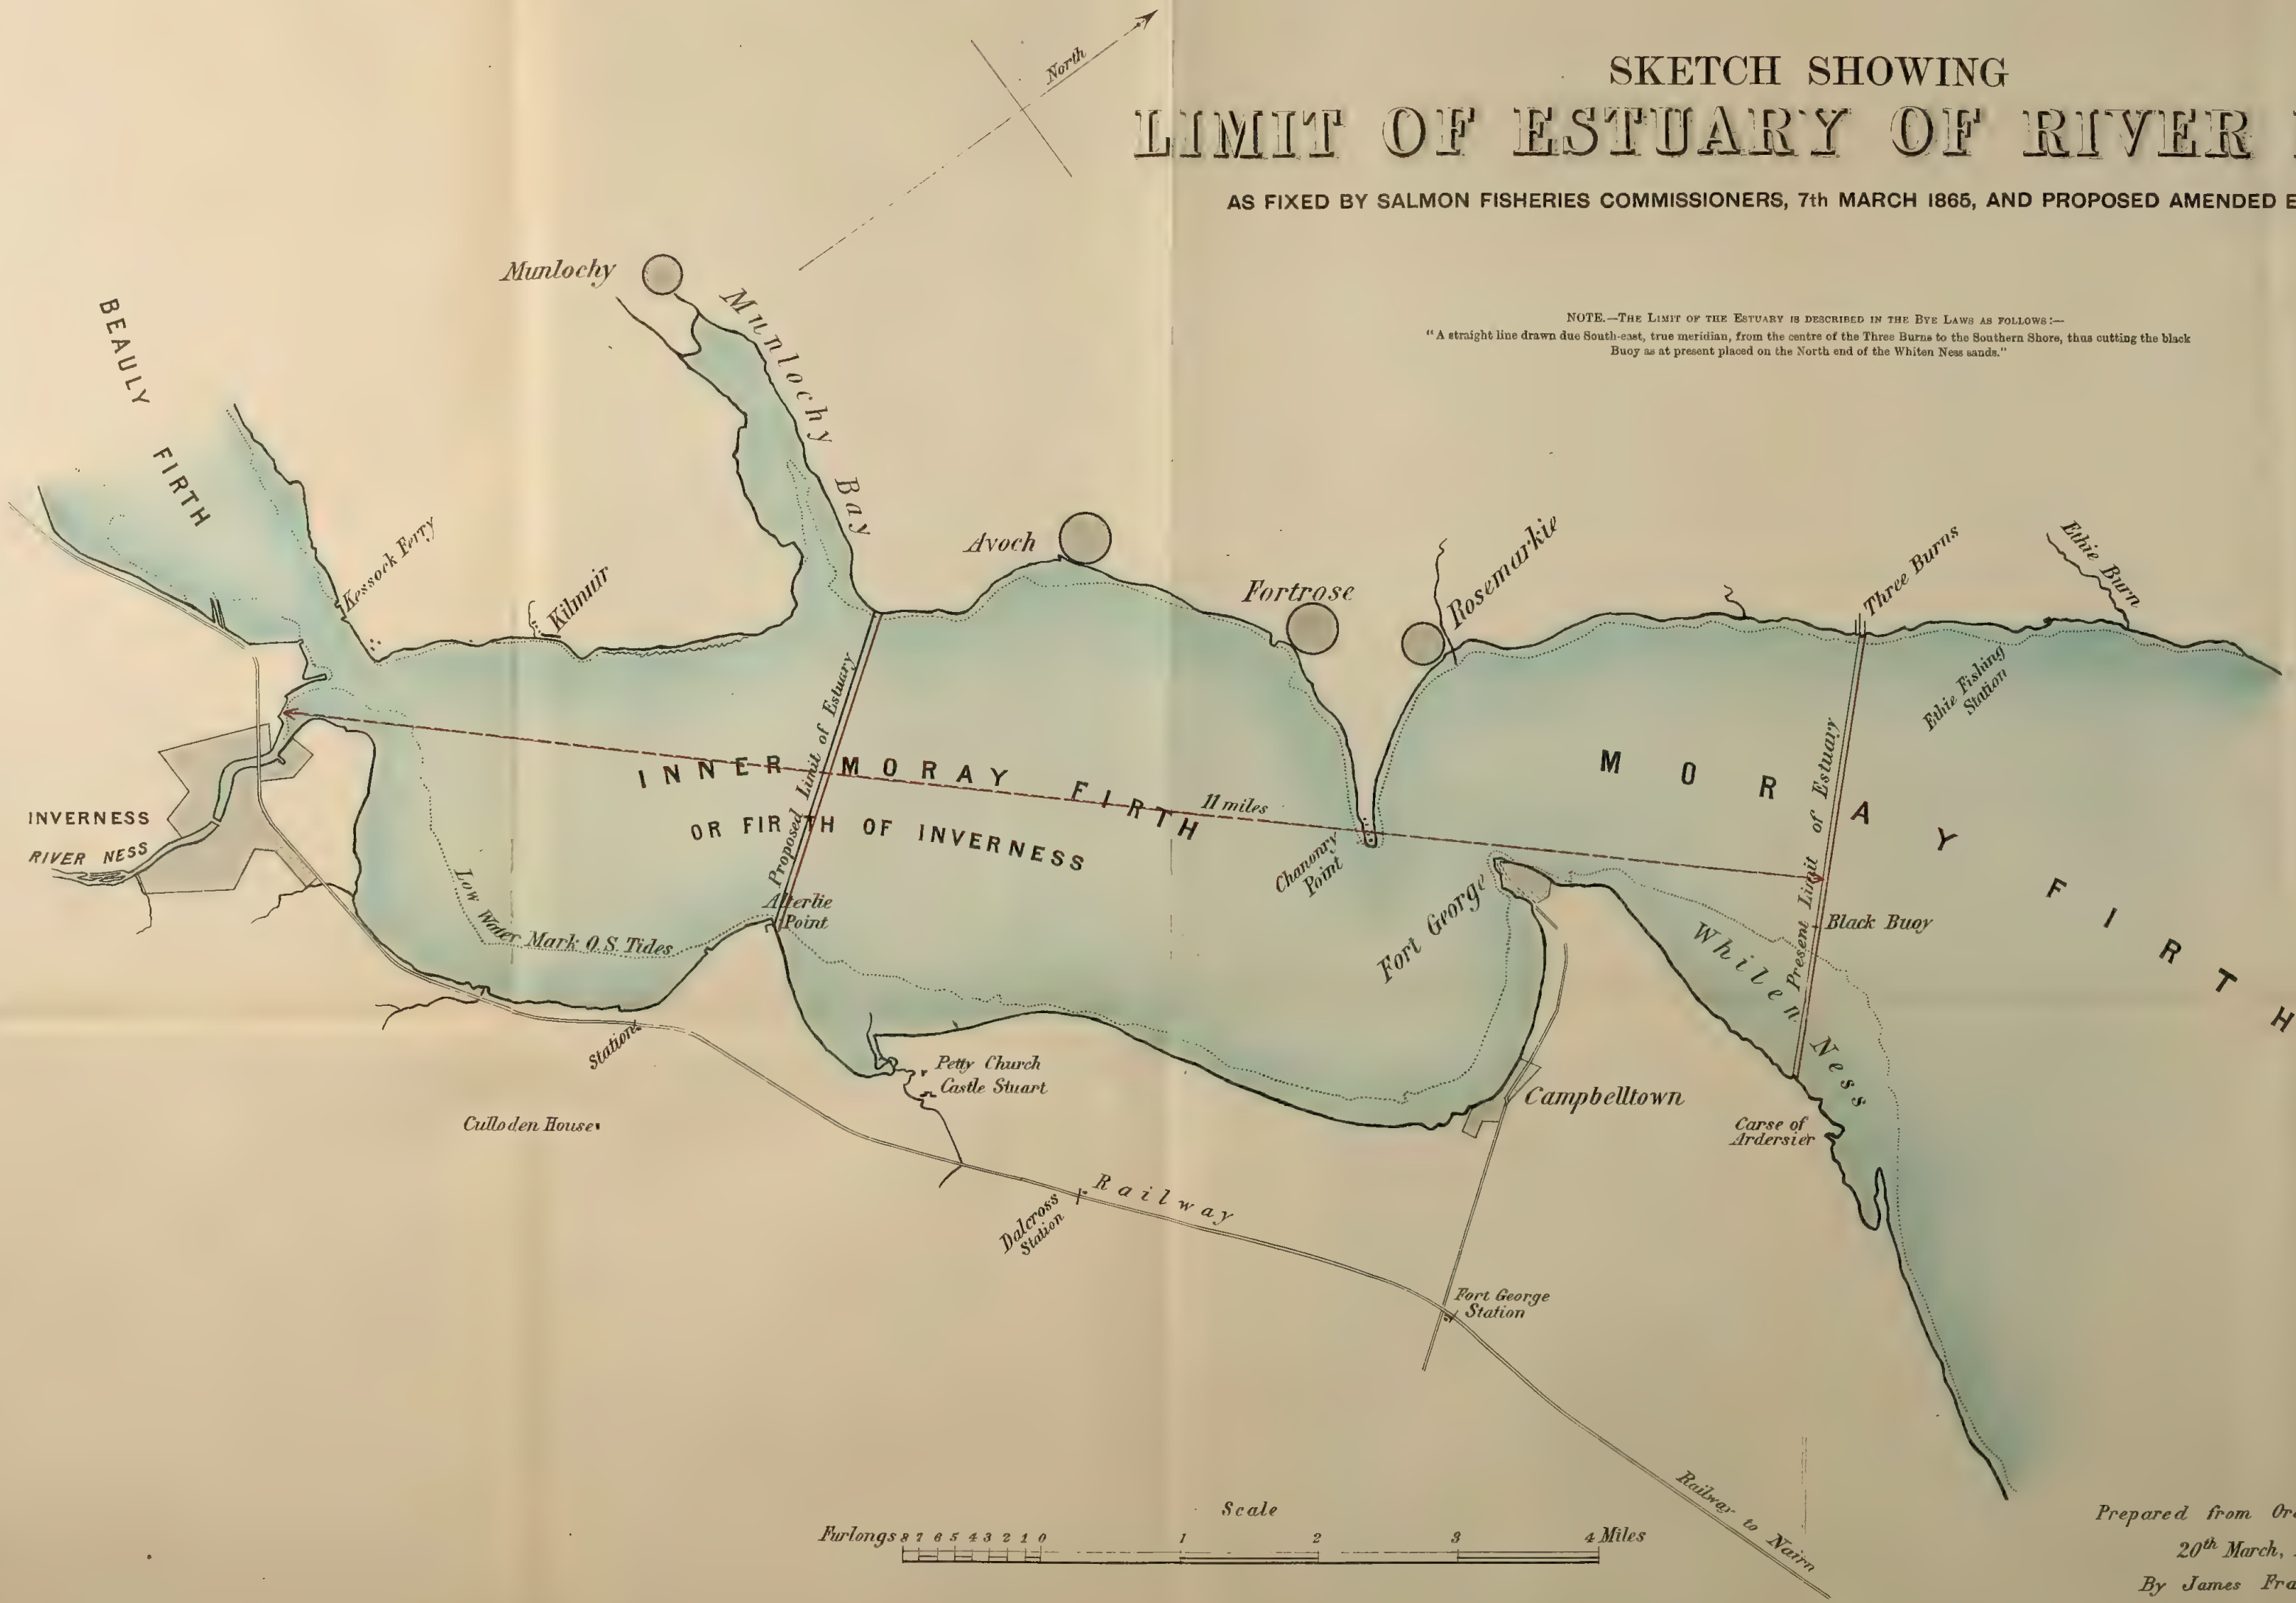 North
SKETCH SHOWING
LIMIT OF ESTUARY OF RIVER
AS FIXED BY SALMON FISHERIES COMMISSIONERS, 7th MARCH 1865, AND PROPOSED AMENDED E
NOTE.—THE LIMIT OF THE ESTUARY IS DESCRIBED IN THE BYE LAWS AS FOLLOWS:—
"A straight line drawn due South-east, true meridian, from the centre of the Three Burns to the Southern Shore, thus cutting the black
Buoy as at present placed on the North end of the Whiten Ness sands."
Munlochy
Munlochy Bay
BEAULY FIRTH
Kessock Ferry
Kilmuir
Avoch
Fortrose
Rosemarkie
Three Burns
Ethie Burn
Ethie Fishing
Station
Proposed Limit of Estuary
Present Limit of Estuary
INNER MORAY FIRTH
OR FIRTH OF INVERNESS
11 miles
MORAY FIRTH
INVERNESS
RIVER NESS
Low Water Mark O.S. Tides
Alterlie
Point
Chanonry
Point
Fort George
Black Buoy
Whiten Ness
Station
Petty Church
Castle Stuart
Culloden House
Campbelltown
Carse of
Ardersier
Dalcross
Station
Railway
Fort George
Station
Railway to Nairn
Scale
Furlongs 8 7 6 5 4 3 2 1 0 1 2 3 4 Miles
Prepared from Or
20th March,
By James Fra